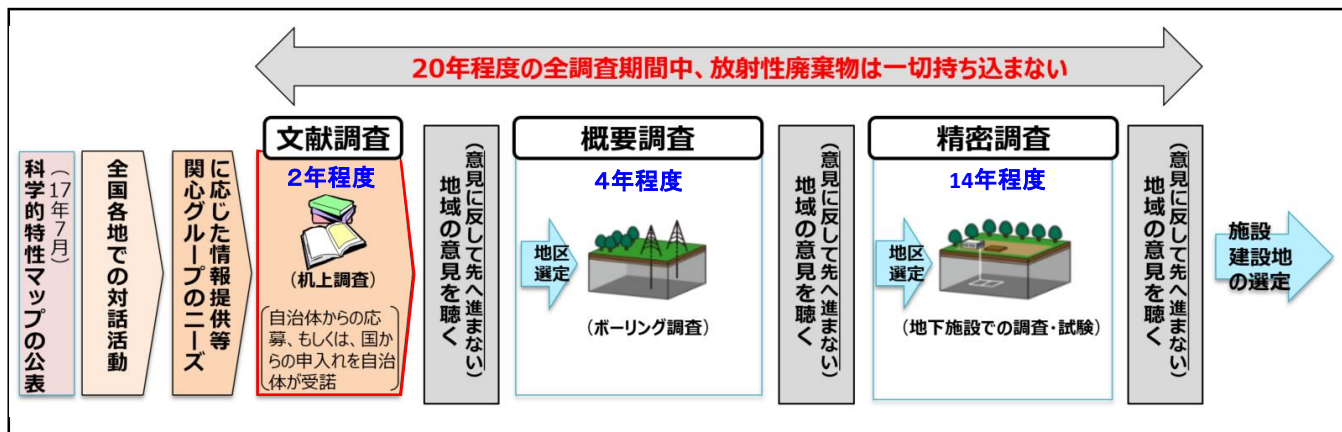 20年程度の全調査期間中、放射性廃棄物は一切持ち込まない
科学的特性マップの公表
（17年７月）
全国各地での対話活動
関心グループのニーズ
に応じた情報提供等
文献調査
２年程度
（机上調査）
自治体からの応
募、もしくは、国か
らの申入れを自治
体が受諾
（意見に反して先へ進まない）
地域の意見を聴く
概要調査
４年程度
地区
選定
（ボーリング調査）
（意見に反して先へ進まない）
地域の意見を聴く
精密調査
14年程度
地区
選定
（地下施設での調査・試験）
（意見に反して先へ進まない）
地域の意見を聴く
施設
建設地
の選定